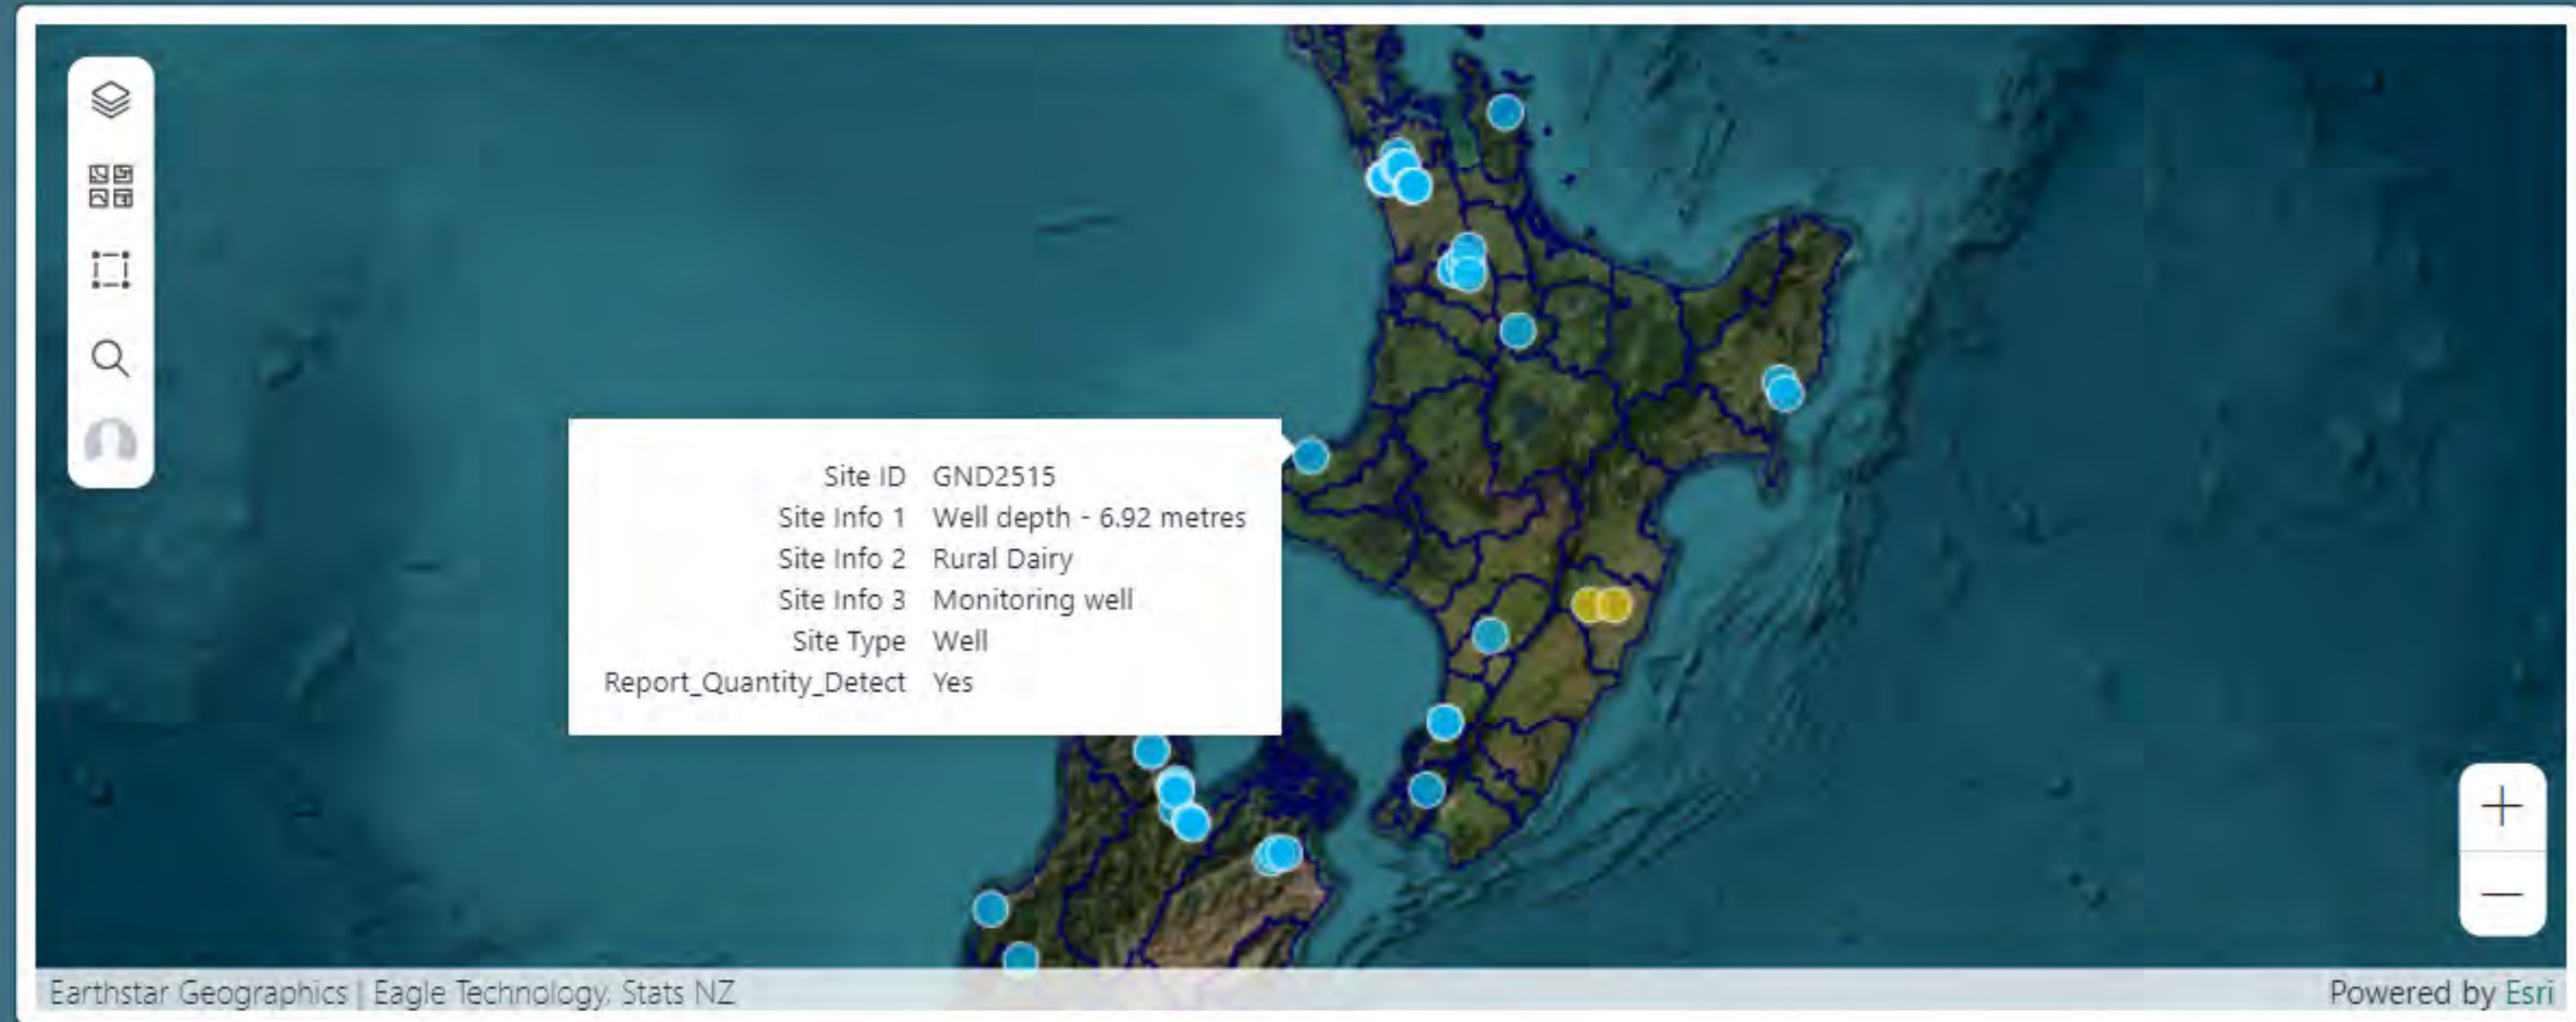 Site ID GND2515
Site Info 1 Well depth - 6.92 metres
Site Info 2 Rural Dairy
Site Info 3 Monitoring well
Site Type Well
Report_Quantity_Detect Yes
Earthstar Geographics | Eagle Technology, Stats NZ
Powered by Esri